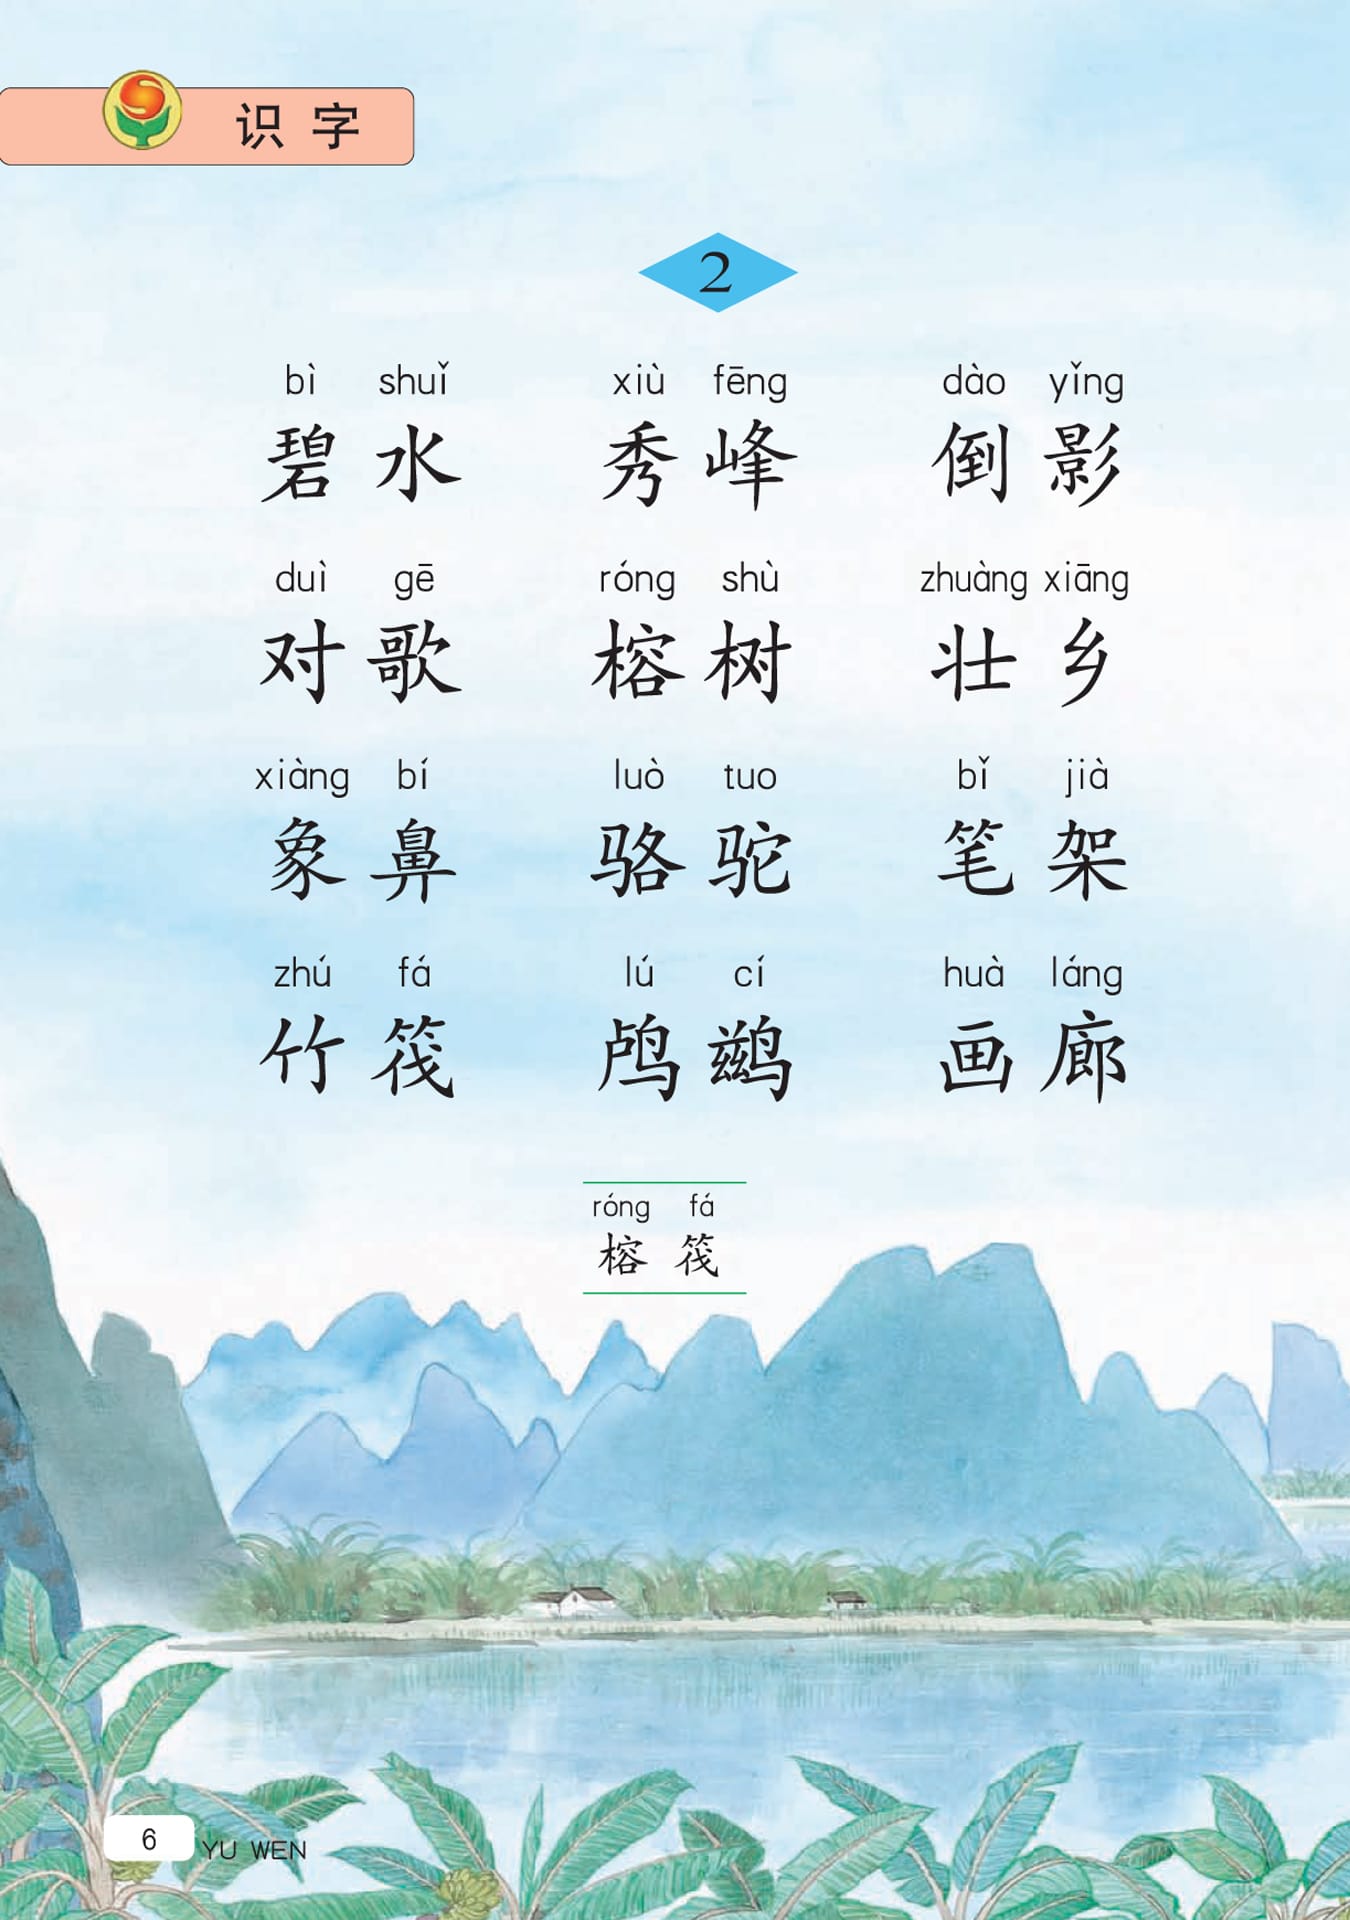 识字
2
bì shuǐ xiù fēng dào yǐng
碧水 秀峰 倒影
duì gē róng shù zhuàng xiāng
对歌 榕树 壮乡
xiàng bí luò tuo bǐ jià
象鼻 骆驼 笔架
zhú fá lú cí huà láng
竹筏 鸬鹚 画廊
róng fá
榕 筏
6 YU WEN